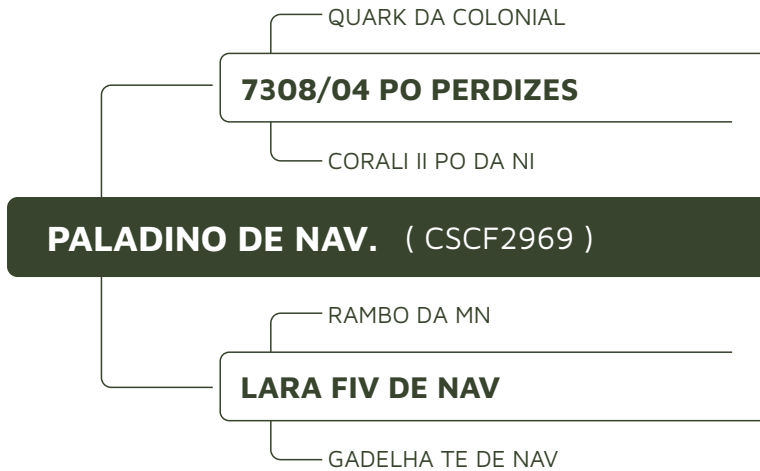 QUARK DA COLONIAL
7308/04 PO PERDIZES
CORALI II PO DA NI
PALADINO DE NAV. ( CSCF2969 )
RAMBO DA MN
LARA FIV DE NAV
GADELHA TE DE NAV